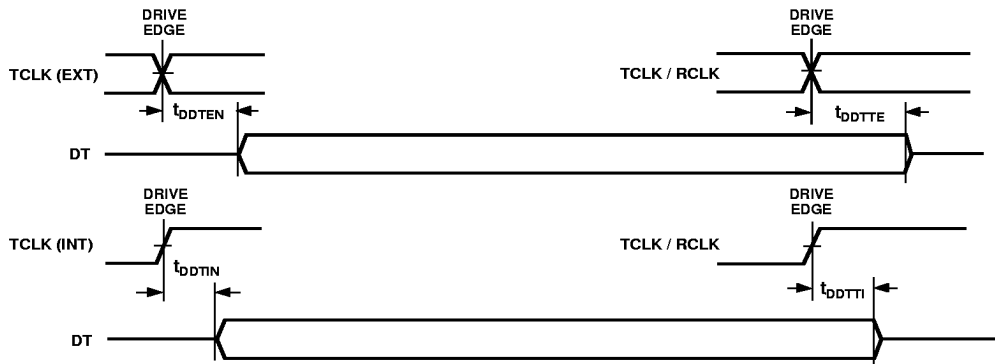 DRIVE
EDGE
DRIVE
EDGE
TCLK (EXT)
TCLK / RCLK
tDDTEN
tDDTTE
DT
DRIVE
EDGE
DRIVE
EDGE
TCLK (INT)
TCLK / RCLK
tDDTIN
tDDTTI
DT